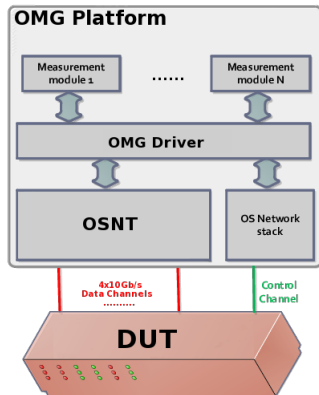 OMG Platform
Measurement
module 1
......
Measurement
module N
OMG Driver
OSNT
OS Network
stack
4x10Gb/s
Data Channels
..........
Control
Channel
DUT